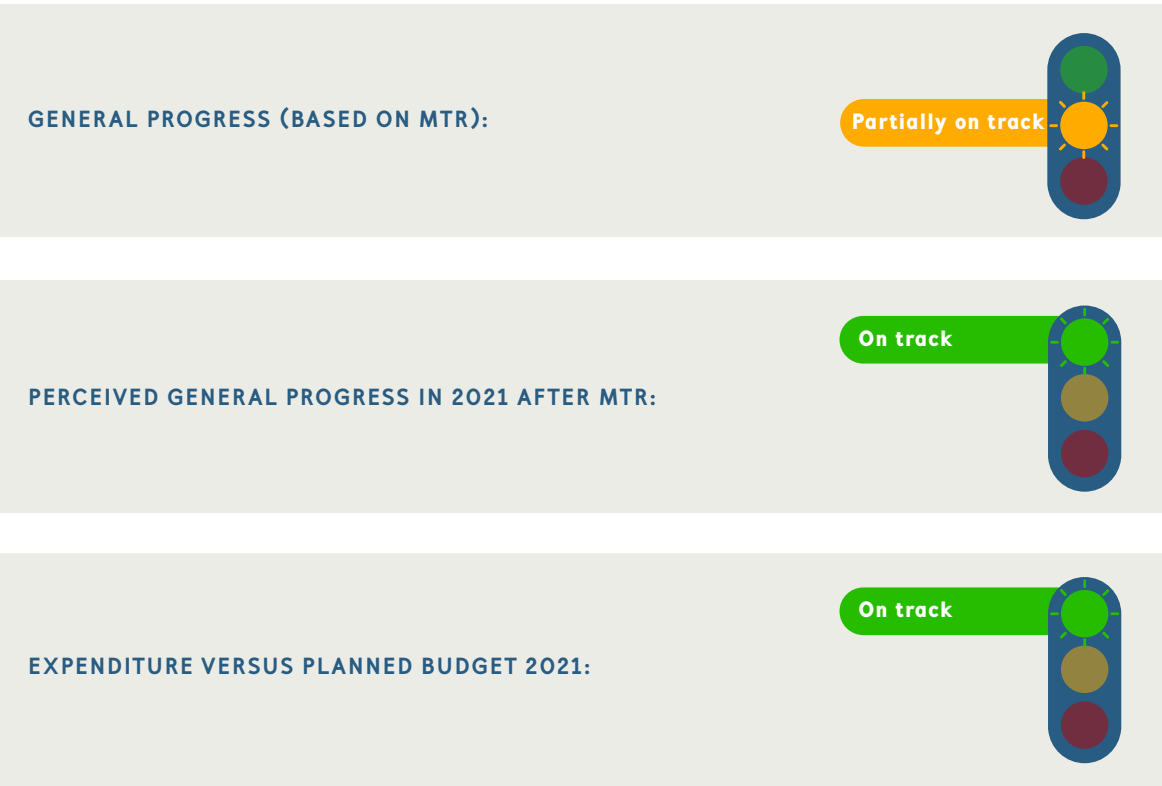 GENERAL PROGRESS (BASED ON MTR):
Partially on track
On track
PERCEIVED GENERAL PROGRESS IN 2021 AFTER MTR:
On track
EXPENDITURE VERSUS PLANNED BUDGET 2021: